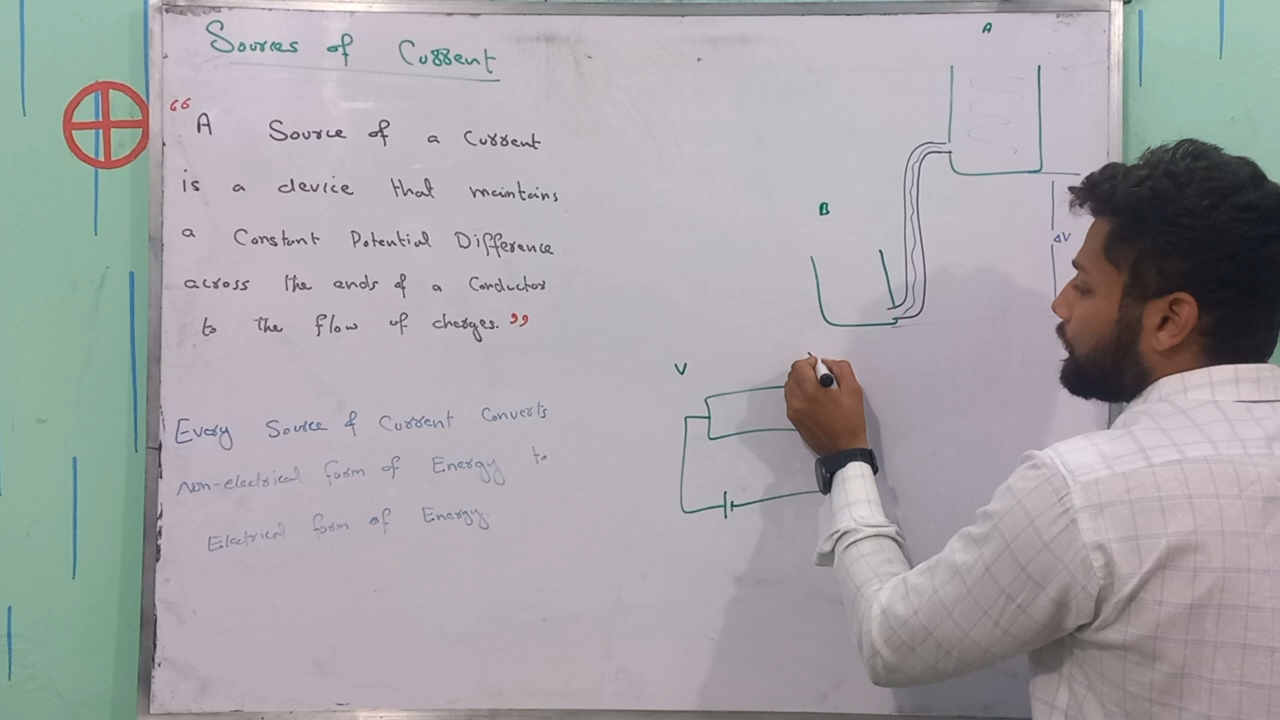 Sources of Current
“ A Source of a Current
is a device that maintains
a Constant Potential Difference
across the ends of a Conductor
to the flow of charges. ”
Every Source of Current Converts
non-electrical form of Energy to
Electrical form of Energy.
A
B
ΔV
V